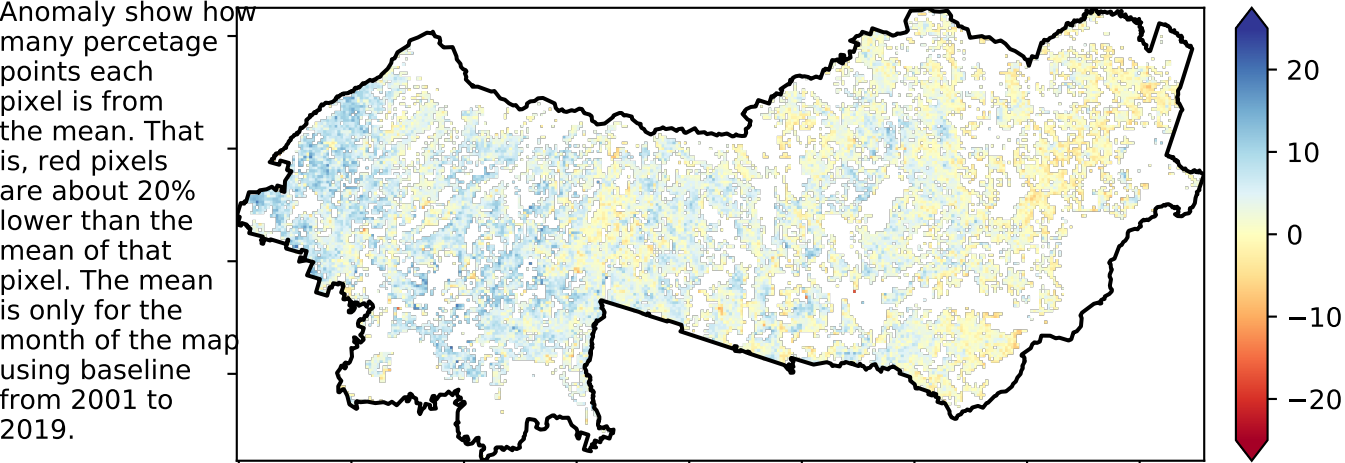 Anomaly show how
many percetage
points each
pixel is from
the mean. That
is, red pixels
are about 20%
lower than the
mean of that
pixel. The mean
is only for the
month of the map
using baseline
from 2001 to
2019.
20
10
0
−10
−20